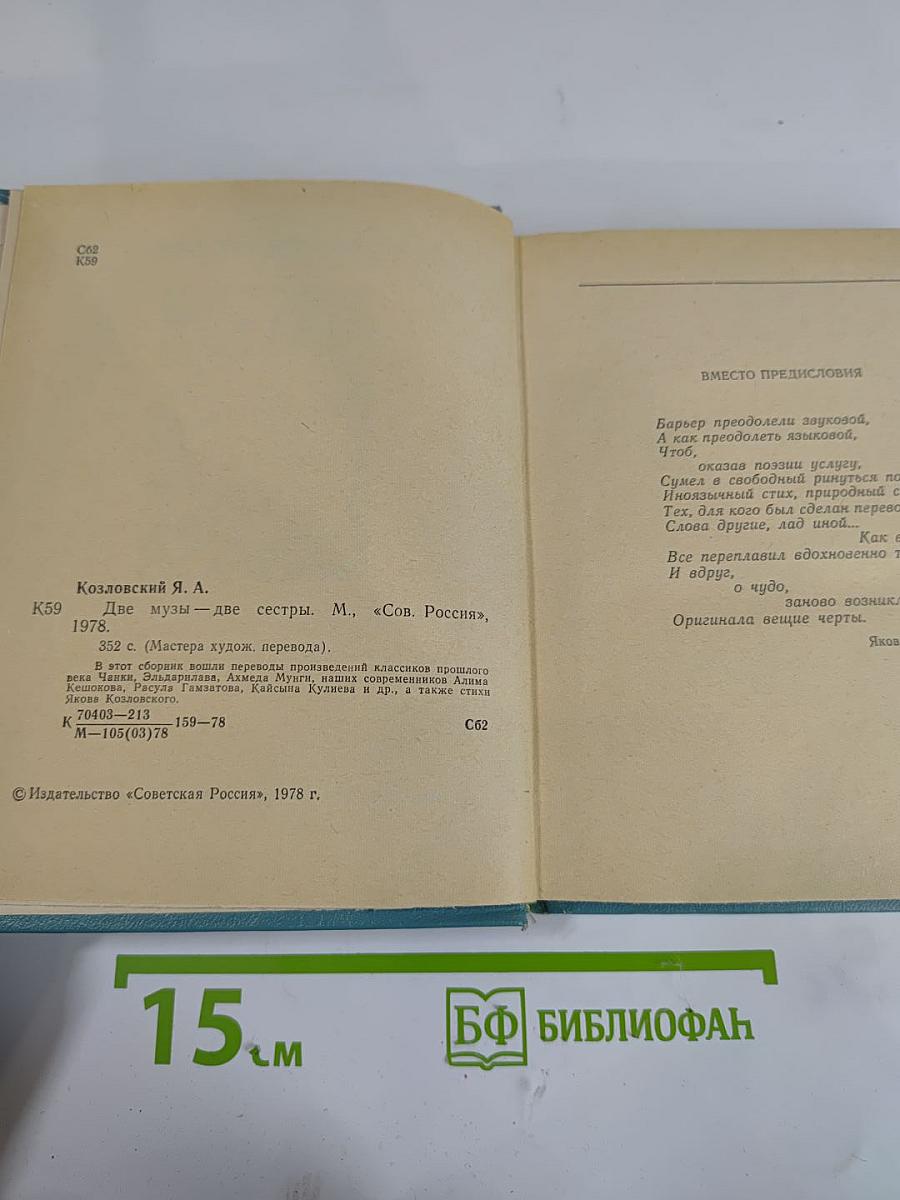 Сб2
К59
Козловский Я. А.
К59 Две музы — две сестры. М., «Сов. Россия»,
1978.
352 с. (Мастера худож. перевода).
В этот сборник вошли переводы произведений классиков прошлого
века Чанки, Эльдарилава, Ахмеда Мунги, наших современников Алима
Кешокова, Расула Гамзатова, Кайсына Кулиева и др., а также стихи
Якова Козловского.
К 70403—213
М—105(03)78 159—78 Сб2
© Издательство «Советская Россия», 1978 г.
ВМЕСТО ПРЕДИСЛОВИЯ
Барьер преодолели звуковой,
А как преодолеть языковой,
Чтоб,
оказав поэзии услугу,
Сумел в свободный ринуться
Иноязычный стих, природный
Тех, для кого был сделан
Слова другие, лад иной...
Как
Все переплавил вдохновенно
И вдруг,
о чудо,
заново
Оригинала вещие черты.
15 см
БФ БИБЛИОФАН